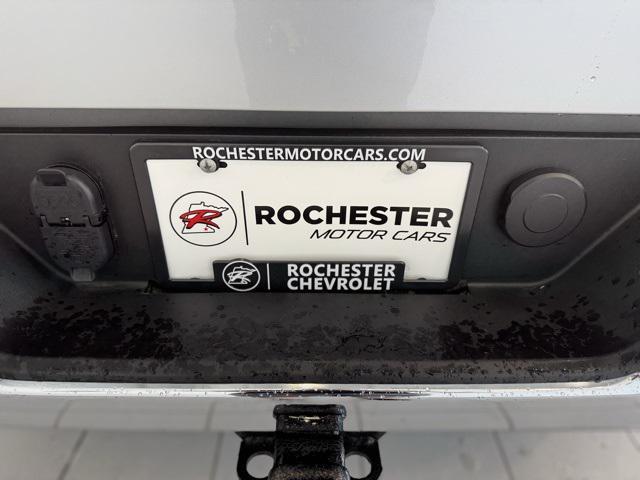 ROCHESTERMOTORCARS.COM
R
ROCHESTER
MOTOR CARS
R
ROCHESTER
CHEVROLET